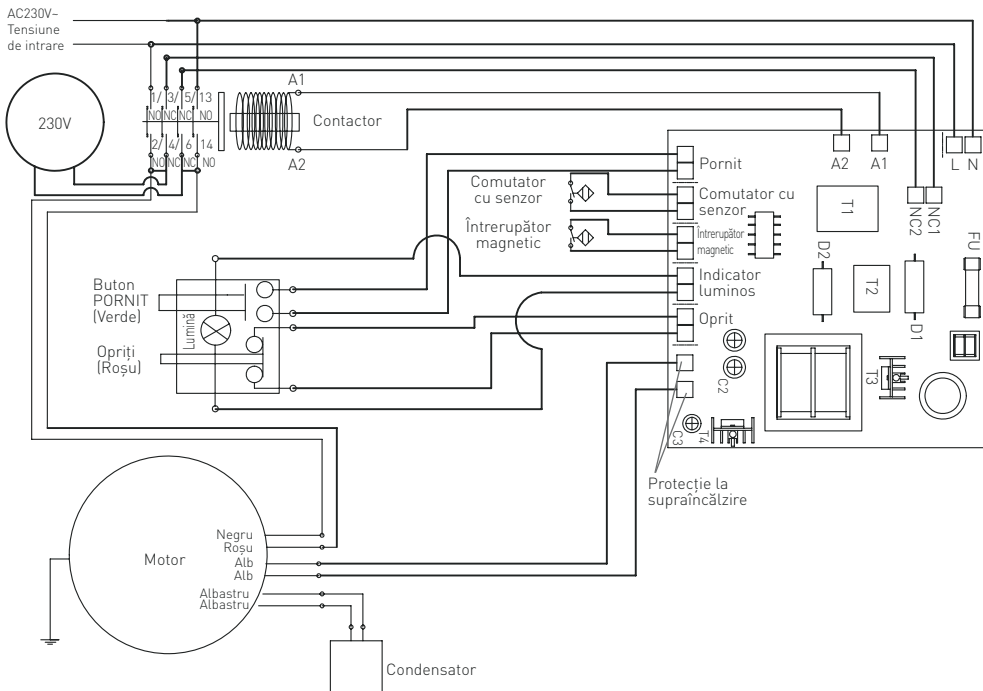 AC230V~
Tensiune
de intrare
230V
1/ 3/ 5/ 13
NO NC NC NO
2/ 4/ 6 14
NO NC NC NO
A1
Contactor
A2
Comutator
cu senzor
Întrerupător
magnetic
Buton
PORNIT
(Verde)
Lumină
Opriți
(Roșu)
Pornit
Comutator cu
senzor
Întrerupător
magnetic
Indicator
luminos
Oprit
A2 A1
L N
NC2 NC1
T1
D2
T2
D1
FU
C2
T3
C3
T4
Protecție la
supraîncălzire
Motor
Negru
Roșu
Alb
Alb
Albastru
Albastru
Condensator